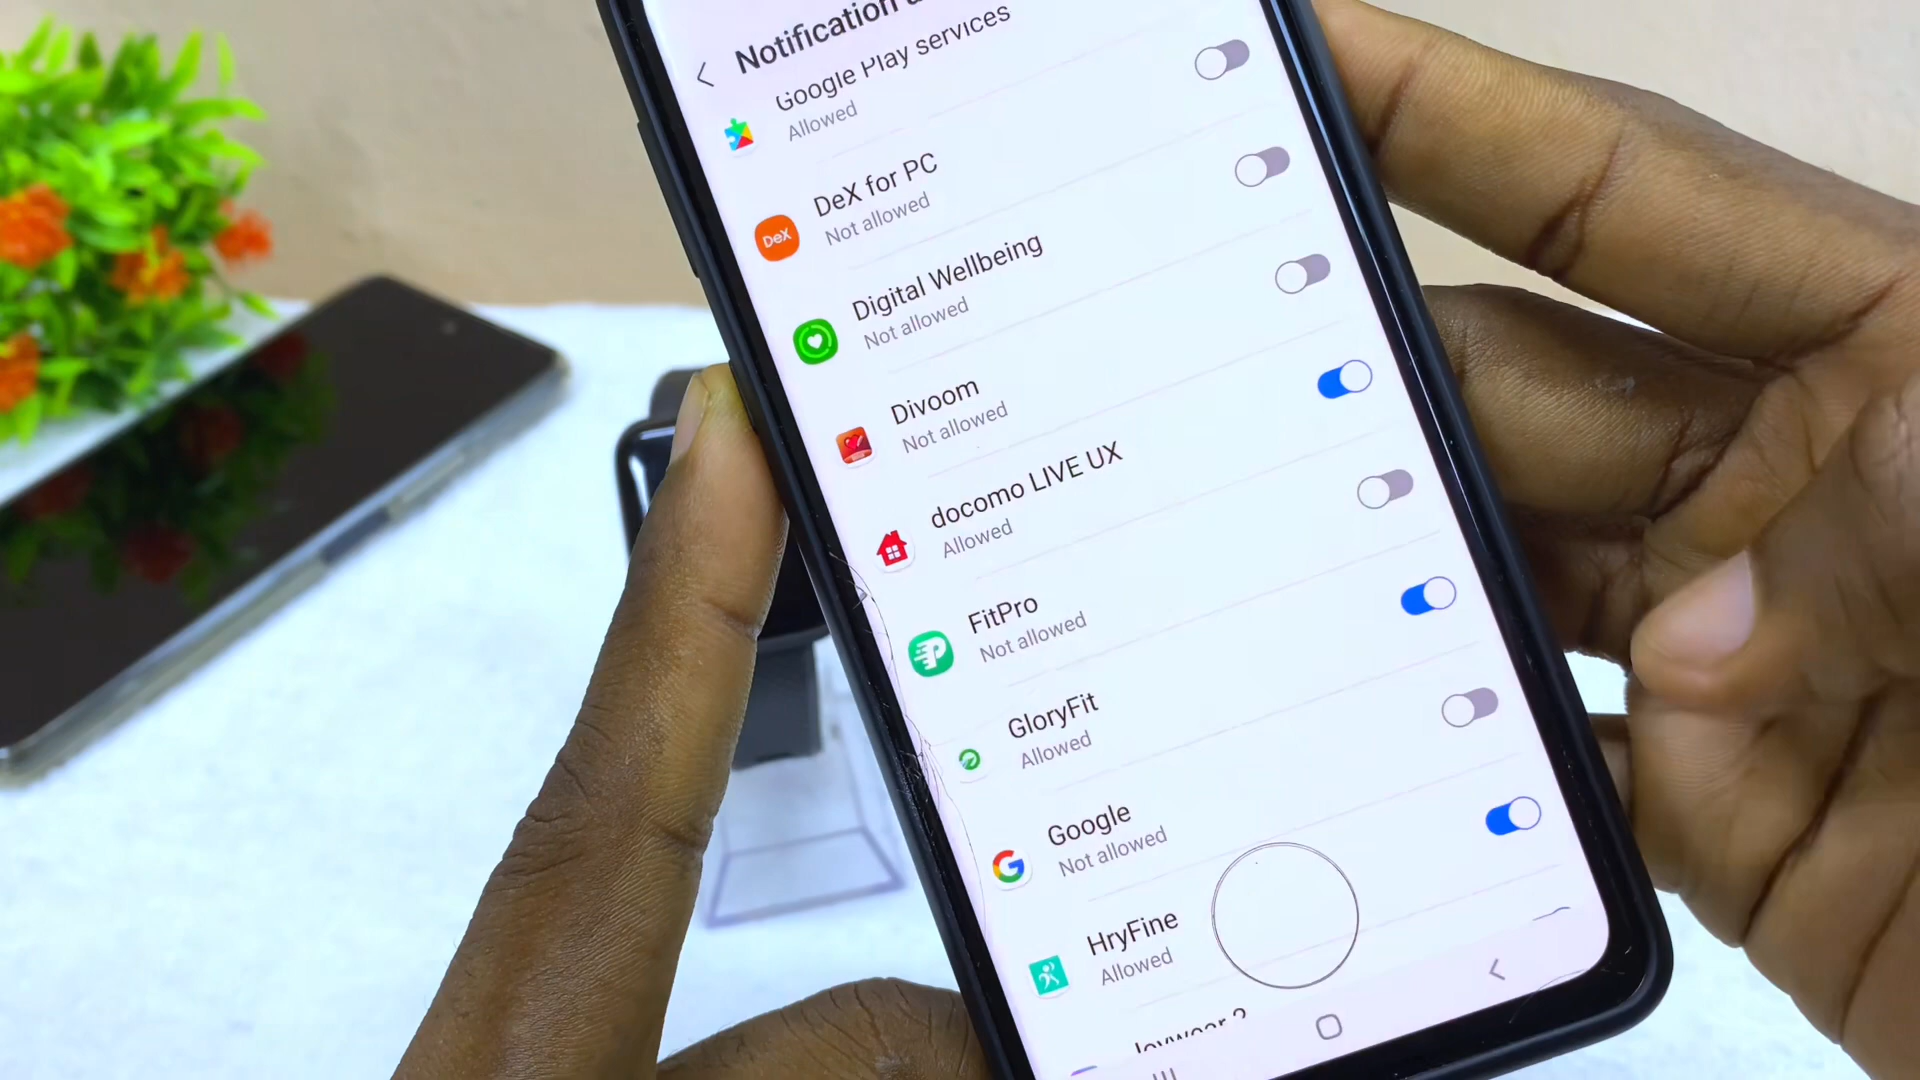 Notification
Google Play services
Allowed
DeX for PC
Not allowed
DeX
Digital Wellbeing
Not allowed
Divoom
Not allowed
docomo LIVE UX
Allowed
FitPro
Not allowed
GloryFit
Allowed
Google
Not allowed
HryFine
Allowed